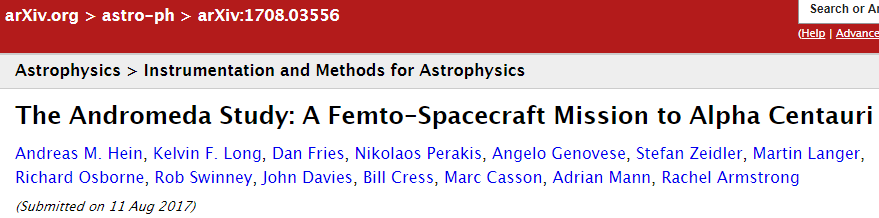 arXiv.org > astro-ph > arXiv:1708.03556
Search or Ar
(Help | Advance
Astrophysics > Instrumentation and Methods for Astrophysics
The Andromeda Study: A Femto-Spacecraft Mission to Alpha Centauri
Andreas M. Hein, Kelvin F. Long, Dan Fries, Nikolaos Perakis, Angelo Genovese, Stefan Zeidler, Martin Langer,
Richard Osborne, Rob Swinney, John Davies, Bill Cress, Marc Casson, Adrian Mann, Rachel Armstrong
(Submitted on 11 Aug 2017)